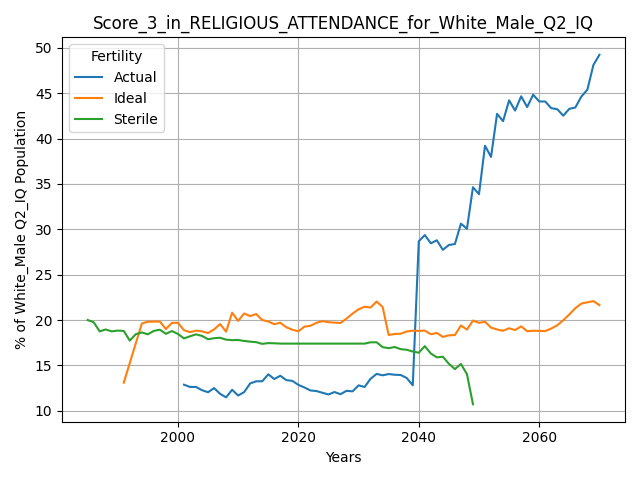 Score_3_in_RELIGIOUS_ATTENDANCE_for_White_Male_Q2_IQ
Fertility
Actual
Ideal
Sterile
% of White_Male Q2_IQ Population
50
45
40
35
30
25
20
15
10
2000 2020 2040 2060
Years